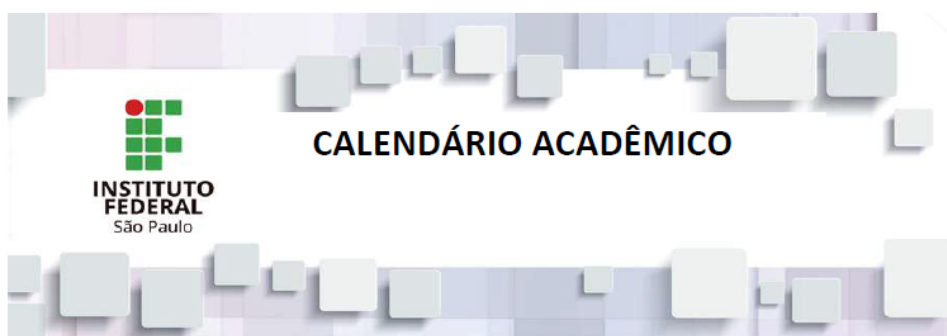 CALENDÁRIO ACADÊMICO
INSTITUTO
FEDERAL
São Paulo